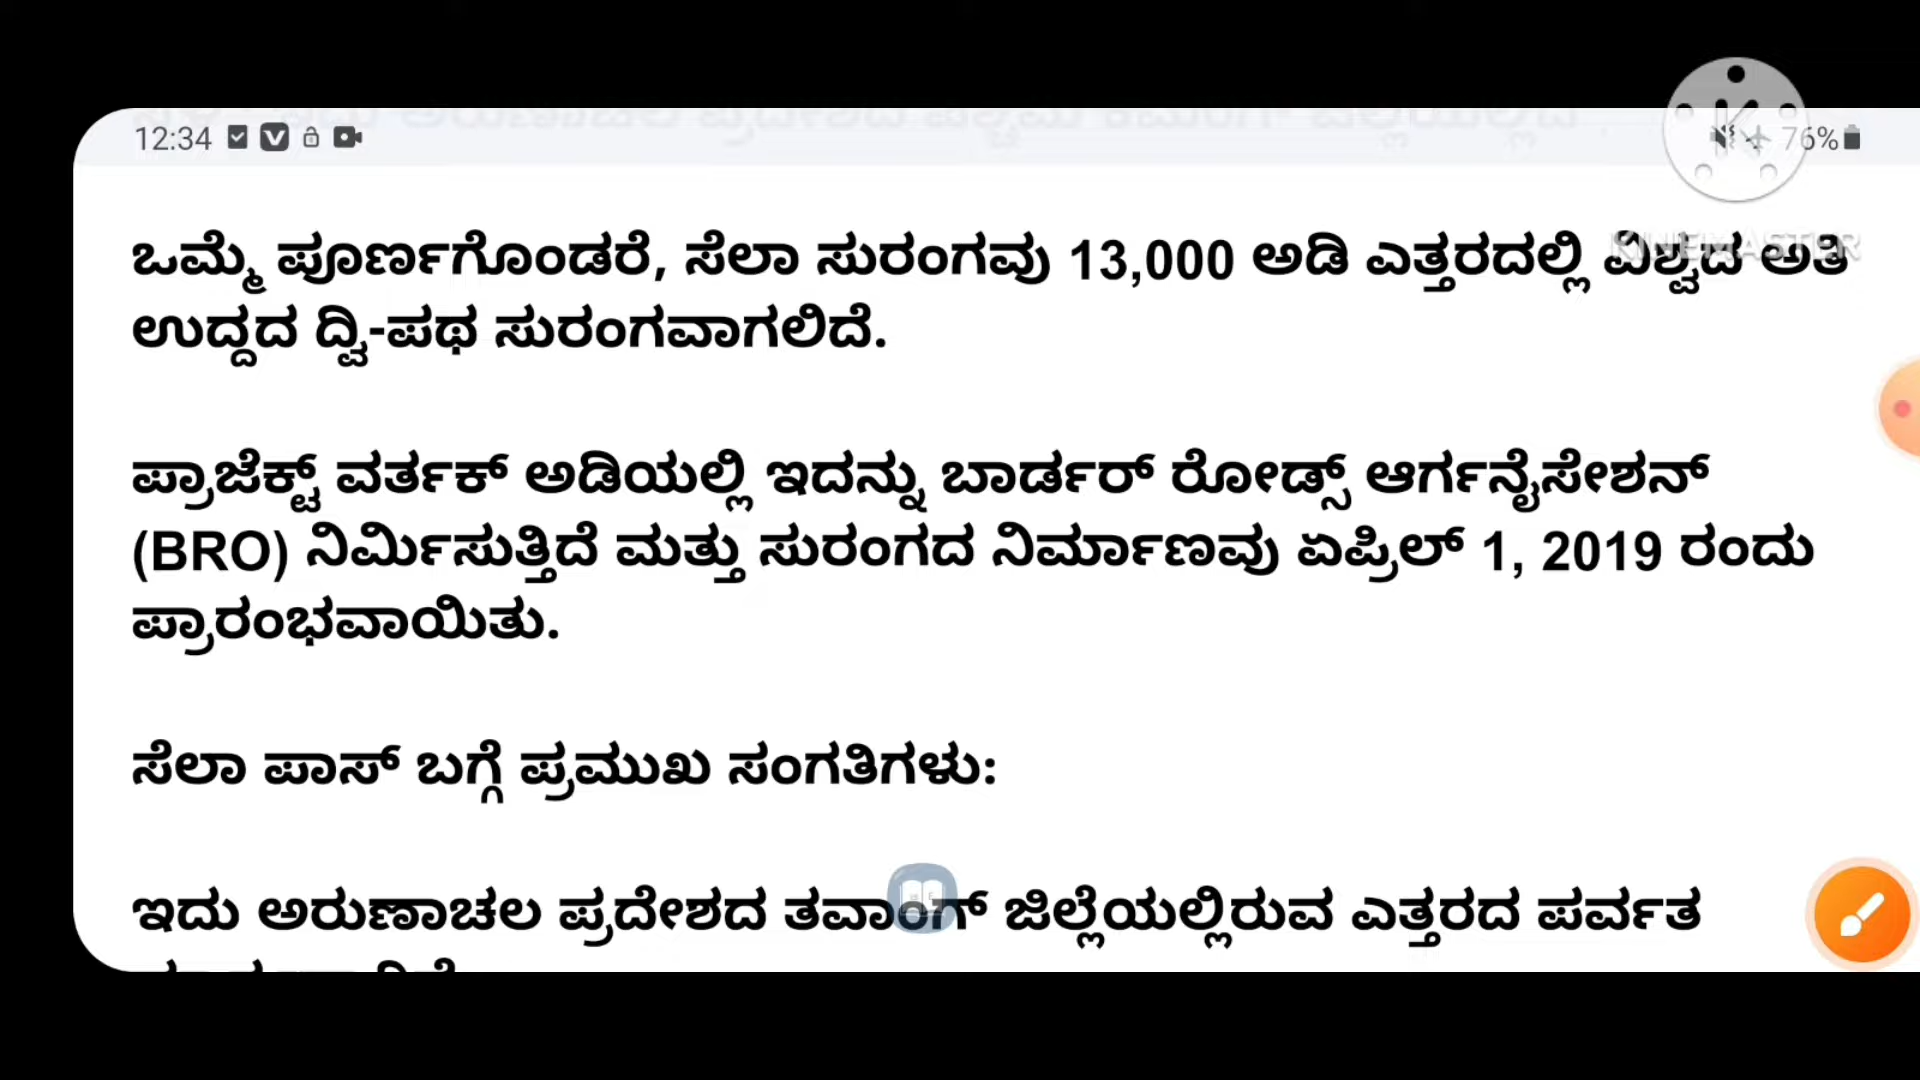 12:34
76%
KINEMASTER
ಒಮ್ಮೆ ಪೂರ್ಣಗೊಂಡರೆ, ಸೆಲಾ ಸುರಂಗವು 13,000 ಅಡಿ ಎತ್ತರದಲ್ಲಿ ವಿಶ್ವದ ಅತಿ
ಉದ್ದದ ದ್ವಿ-ಪಥ ಸುರಂಗವಾಗಲಿದೆ.
ಪ್ರಾಜೆಕ್ಟ್ ವರ್ತಕ್ ಅಡಿಯಲ್ಲಿ ಇದನ್ನು ಬಾರ್ಡರ್ ರೋಡ್ಸ್ ಆರ್ಗನೈಸೇಶನ್
(BRO) ನಿರ್ಮಿಸುತ್ತಿದೆ ಮತ್ತು ಸುರಂಗದ ನಿರ್ಮಾಣವು ಏಪ್ರಿಲ್ 1, 2019 ರಂದು
ಪ್ರಾರಂಭವಾಯಿತು.
ಸೆಲಾ ಪಾಸ್ ಬಗ್ಗೆ ಪ್ರಮುಖ ಸಂಗತಿಗಳು:
ಇದು ಅರುಣಾಚಲ ಪ್ರದೇಶದ ತವಾಂಗ್ ಜಿಲ್ಲೆಯಲ್ಲಿರುವ ಎತ್ತರದ ಪರ್ವತ